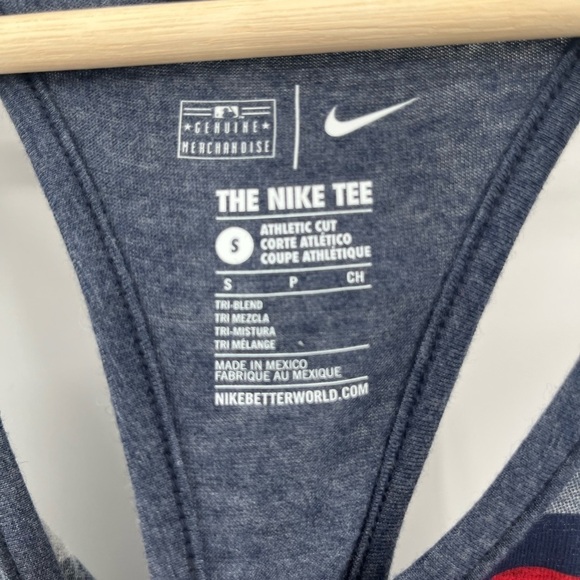 GENUINE
MERCHANDISE
THE NIKE TEE
S
ATHLETIC CUT
CORTE ATLÉTICO
COUPE ATHLÉTIQUE
S P CH
TRI-BLEND
TRI MEZCLA
TRI-MISTURA
TRI MÉLANGE
MADE IN MEXICO
FABRIQUE AU MEXIQUE
NIKEBETTERWORLD.COM